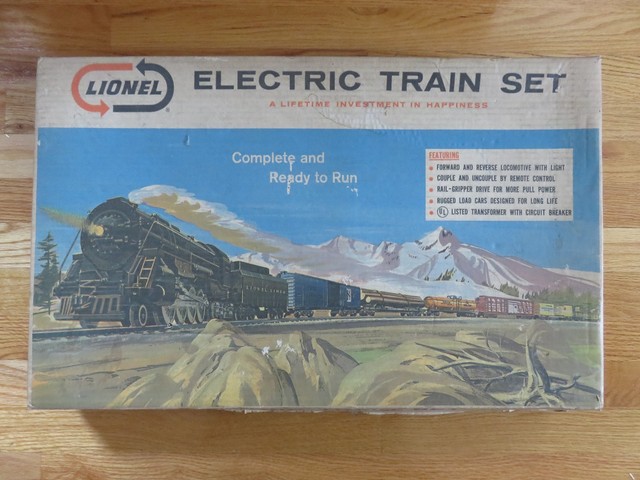 LIONEL
ELECTRIC TRAIN SET
A LIFETIME INVESTMENT IN HAPPINESS
Complete and
Ready to Run
FEATURING
FORWARD AND REVERSE LOCOMOTIVE WITH LIGHT
COUPLE AND UNCOUPLE BY REMOTE CONTROL
RAIL-GRIPPER DRIVE FOR MORE PULL POWER
RUGGED LOAD CARS DESIGNED FOR LONG LIFE
UL LISTED TRANSFORMER WITH CIRCUIT BREAKER